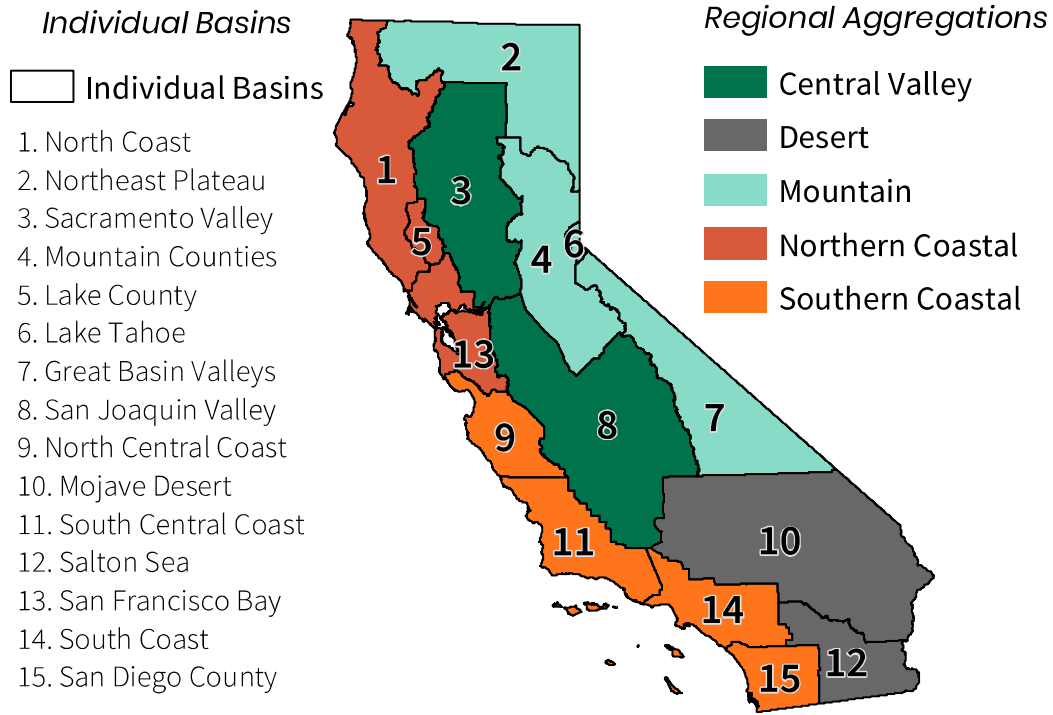 Individual Basins
Individual Basins
1. North Coast
2. Northeast Plateau
3. Sacramento Valley
4. Mountain Counties
5. Lake County
6. Lake Tahoe
7. Great Basin Valleys
8. San Joaquin Valley
9. North Central Coast
10. Mojave Desert
11. South Central Coast
12. Salton Sea
13. San Francisco Bay
14. South Coast
15. San Diego County
Regional Aggregations
Central Valley
Desert
Mountain
Northern Coastal
Southern Coastal
2
1
3
5
4
6
13
9
8
7
11
10
14
15
12